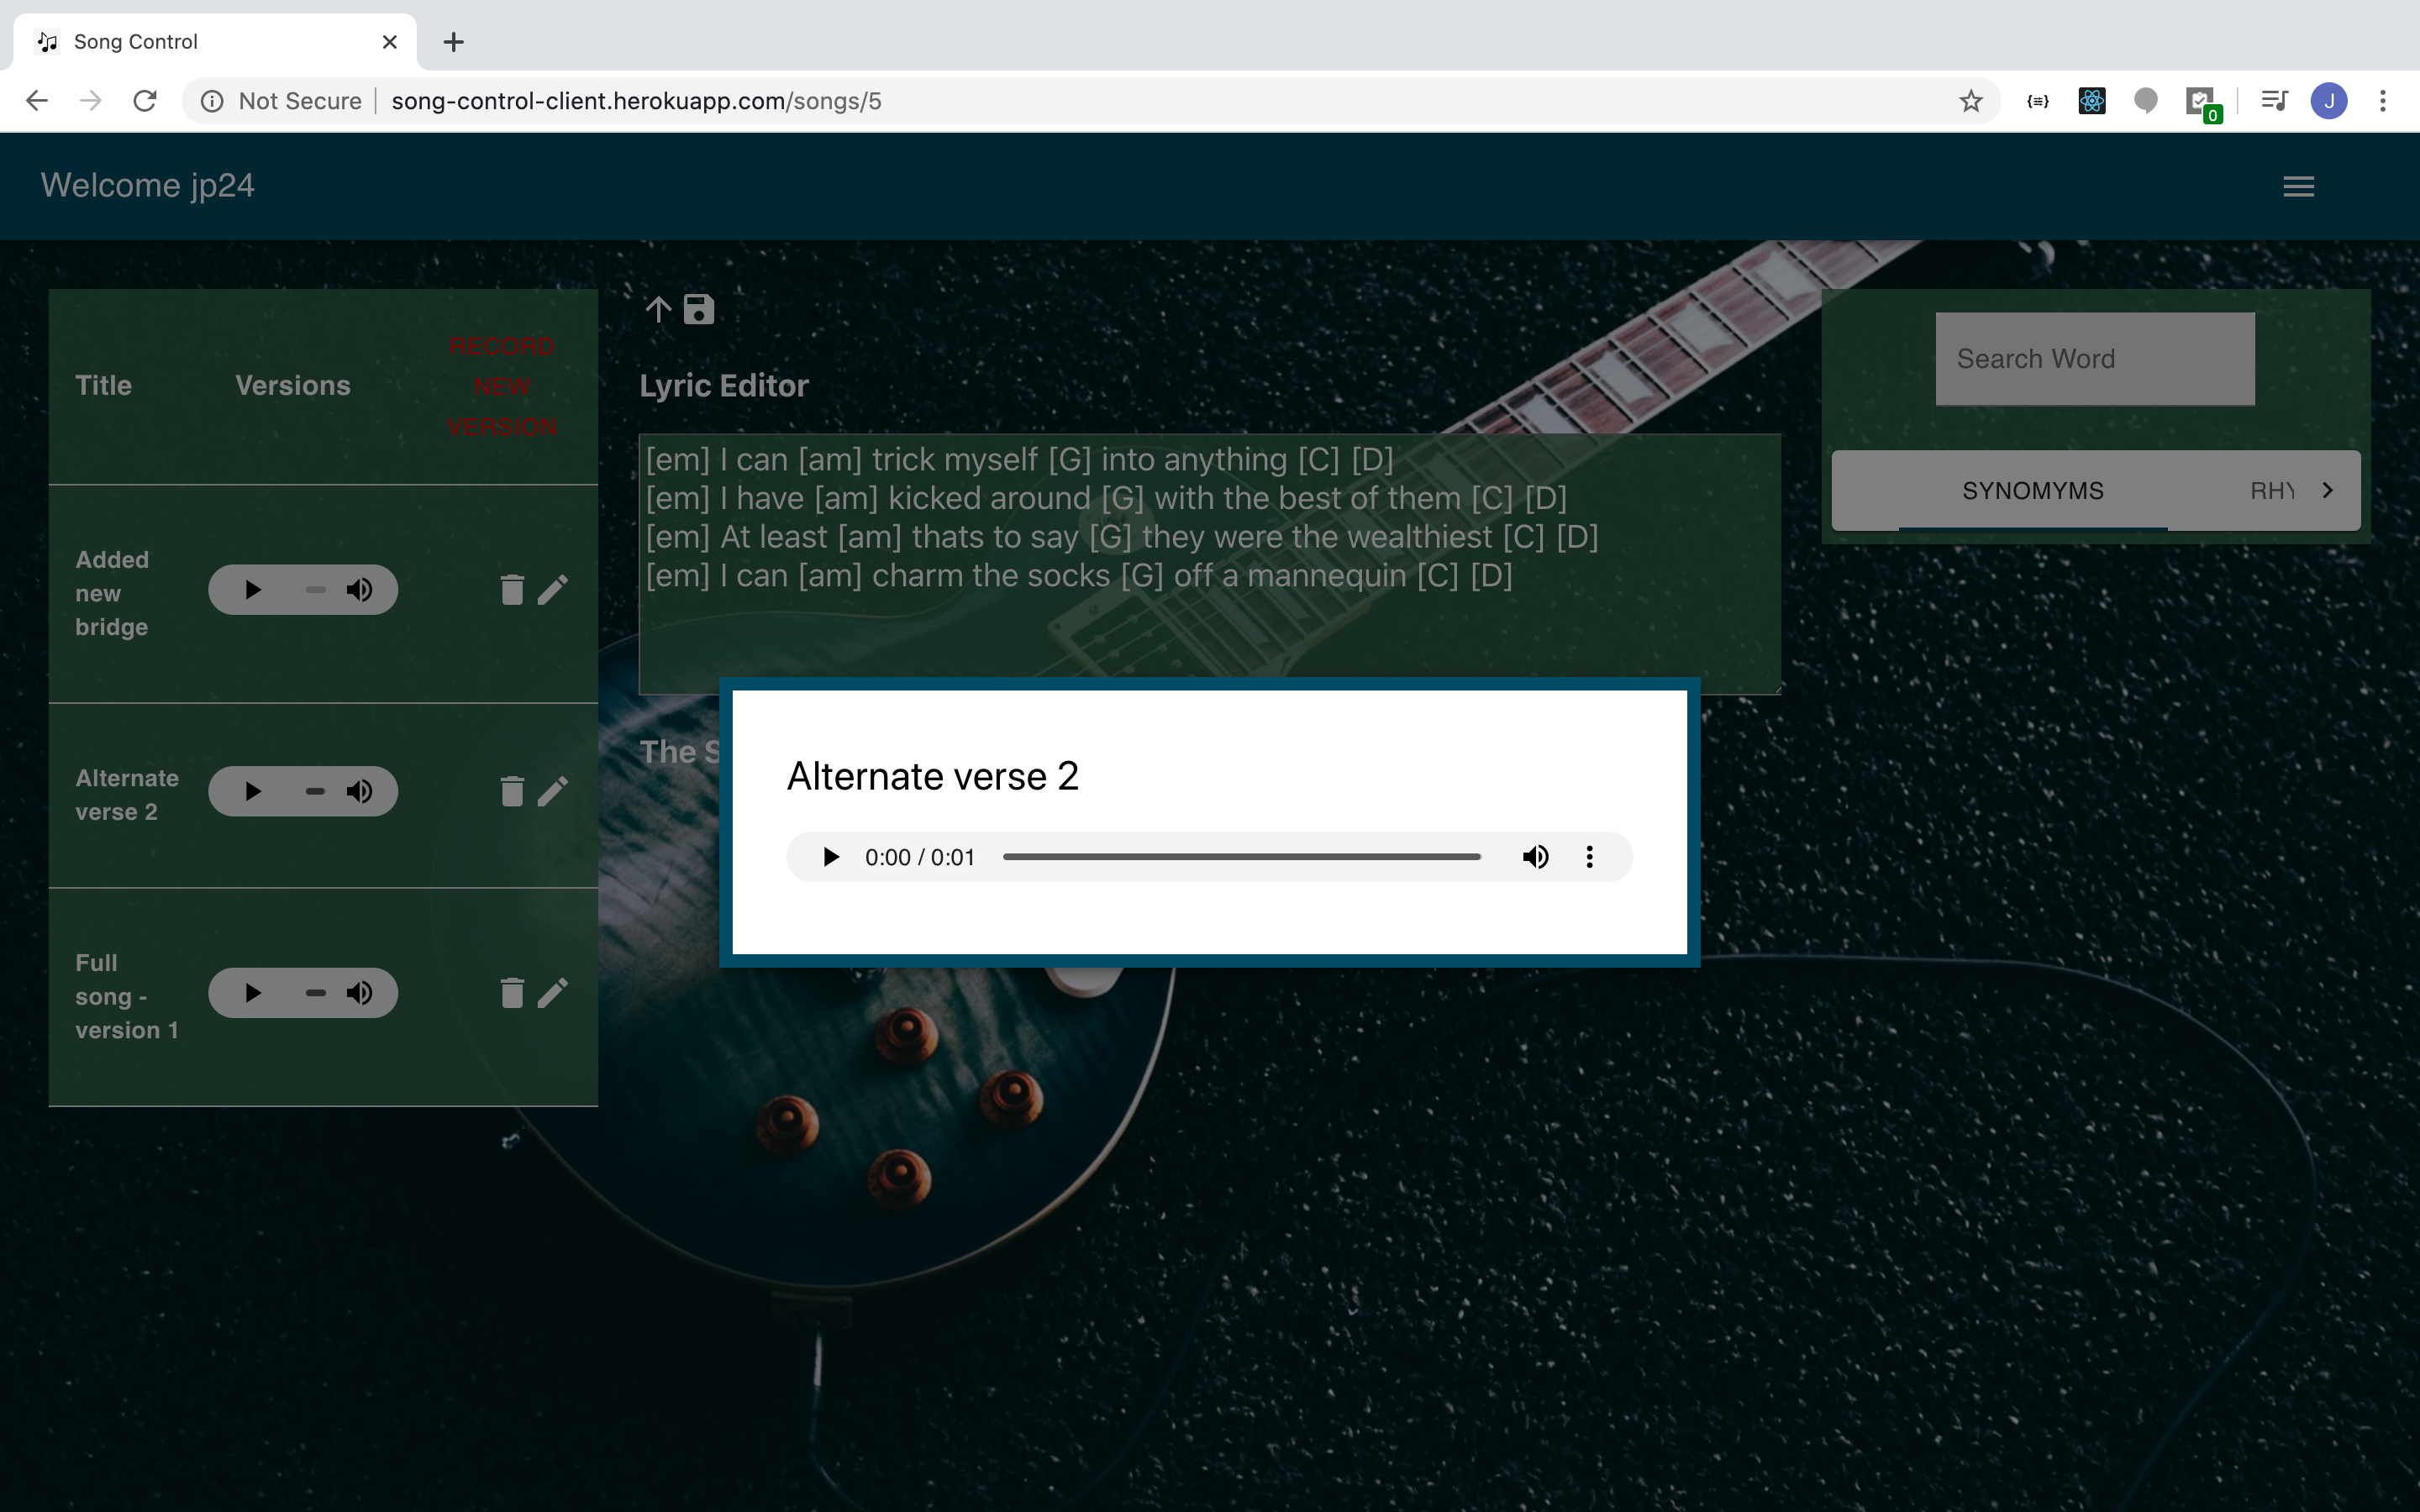 Song Control
Not Secure
song-control-client.herokuapp.com/songs/5
0
J
Welcome jp24
Title
Versions
RECORD
NEW
VERSION
Added
new
bridge
Alternate
verse 2
Full
song -
version 1
Lyric Editor
[em] I can [am] trick myself [G] into anything [C] [D]
[em] I have [am] kicked around [G] with the best of them [C] [D]
[em] At least [am] thats to say [G] they were the wealthiest [C] [D]
[em] I can [am] charm the socks [G] off a mannequin [C] [D]
The S
Alternate verse 2
0:00 / 0:01
Search Word
SYNOMYMS
RHY